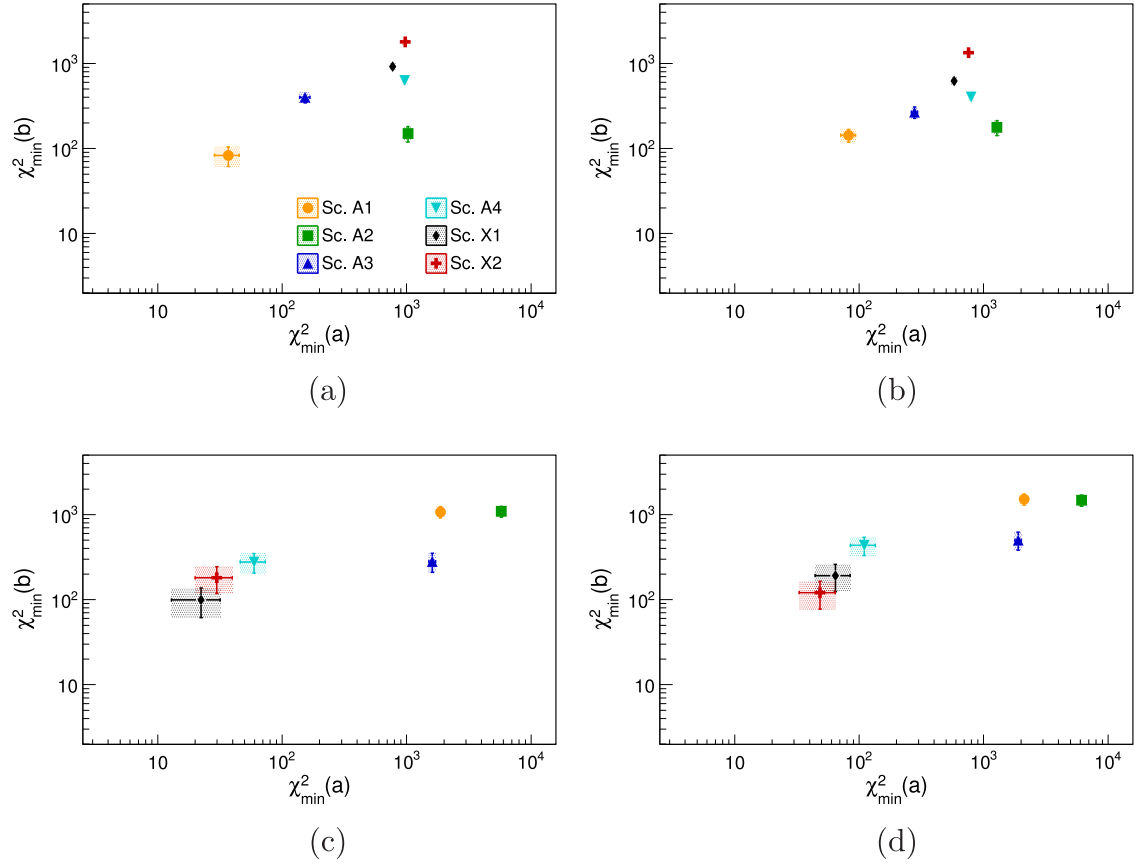 10³
10²
10
χ²min(b)
Sc. A1
Sc. A2
Sc. A3
Sc. A4
Sc. X1
Sc. X2
10 10² 10³ 10⁴
χ²min(a)
(a)
10³
10²
10
χ²min(b)
10 10² 10³ 10⁴
χ²min(a)
(b)
10³
10²
10
χ²min(b)
10 10² 10³ 10⁴
χ²min(a)
(c)
10³
10²
10
χ²min(b)
10 10² 10³ 10⁴
χ²min(a)
(d)